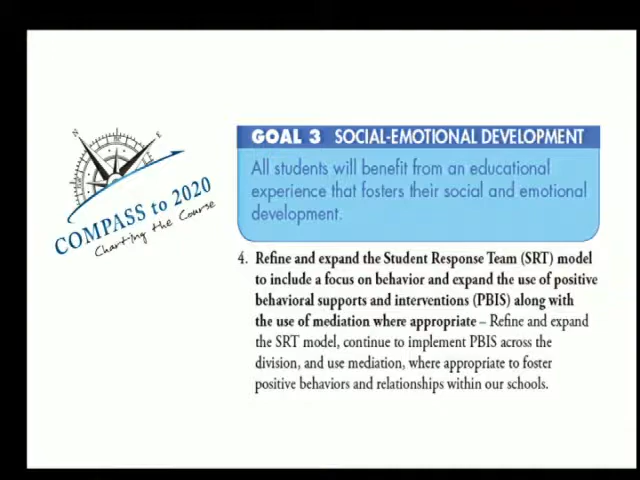 N
E
COMPASS to 2020
Charting the Course
GOAL 3 SOCIAL-EMOTIONAL DEVELOPMENT
All students will benefit from an educational
experience that fosters their social and emotional
development.
4. Refine and expand the Student Response Team (SRT) model
to include a focus on behavior and expand the use of positive
behavioral supports and interventions (PBIS) along with
the use of mediation where appropriate – Refine and expand
the SRT model, continue to implement PBIS across the
division, and use mediation, where appropriate to foster
positive behaviors and relationships within our schools.